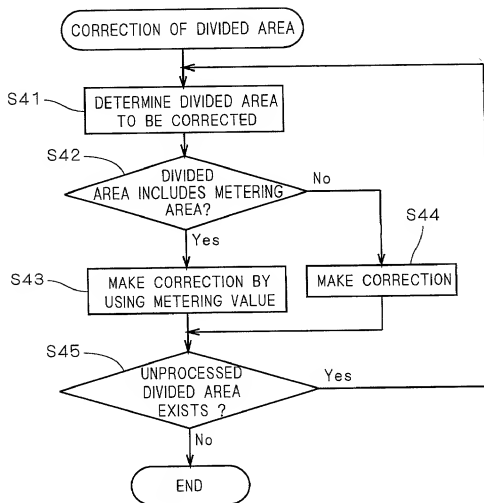 CORRECTION OF DIVIDED AREA
S41
DETERMINE DIVIDED AREA
TO BE CORRECTED
S42
DIVIDED
AREA INCLUDES METERING
AREA?
No
Yes
S44
S43
MAKE CORRECTION BY
USING METERING VALUE
MAKE CORRECTION
S45
UNPROCESSED
DIVIDED AREA
EXISTS ?
Yes
No
END